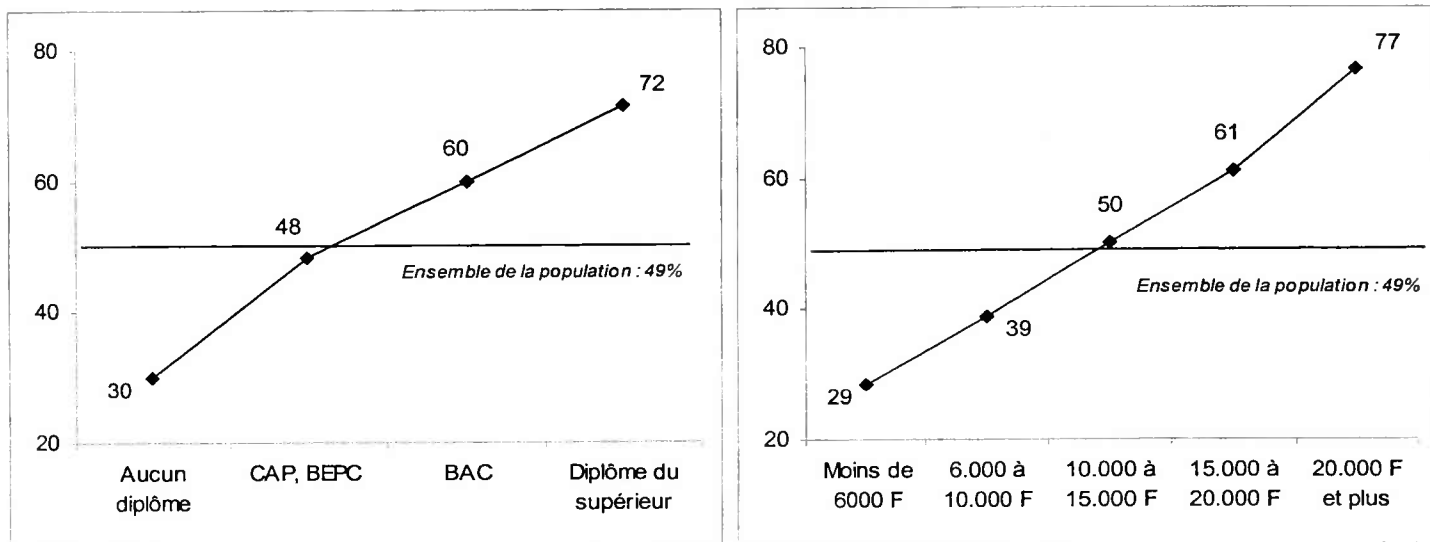 80
60
40
20
30
48
60
72
Ensemble de la population : 49%
Aucun
diplôme
CAP, BEPC
BAC
Diplôme du
supérieur
80
60
40
20
29
39
50
61
77
Ensemble de la population : 49%
Moins de
6000 F
6.000 à
10.000 F
10.000 à
15.000 F
15.000 à
20.000 F
20.000 F
et plus